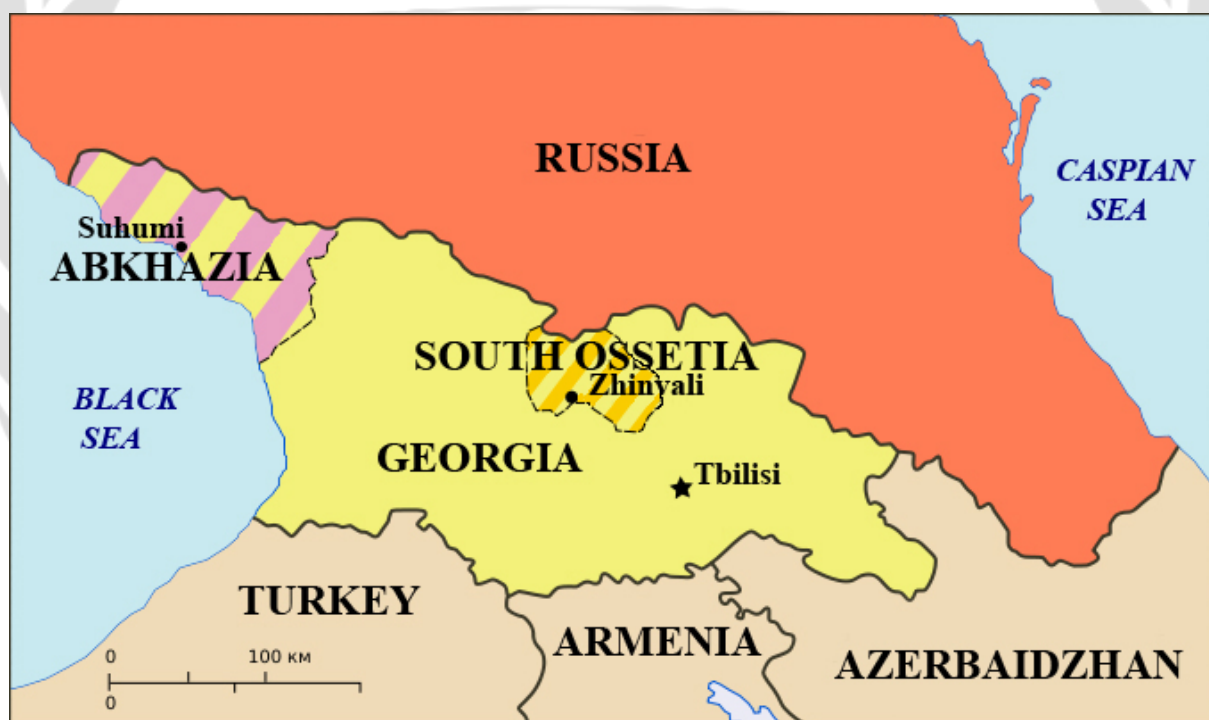 RUSSIA
CASPIAN
SEA
Suhumi
ABKHAZIA
SOUTH OSSETIA
Zhinvali
BLACK
SEA
GEORGIA
Tbilisi
TURKEY
ARMENIA
AZERBAIDZHAN
0 100 км
0